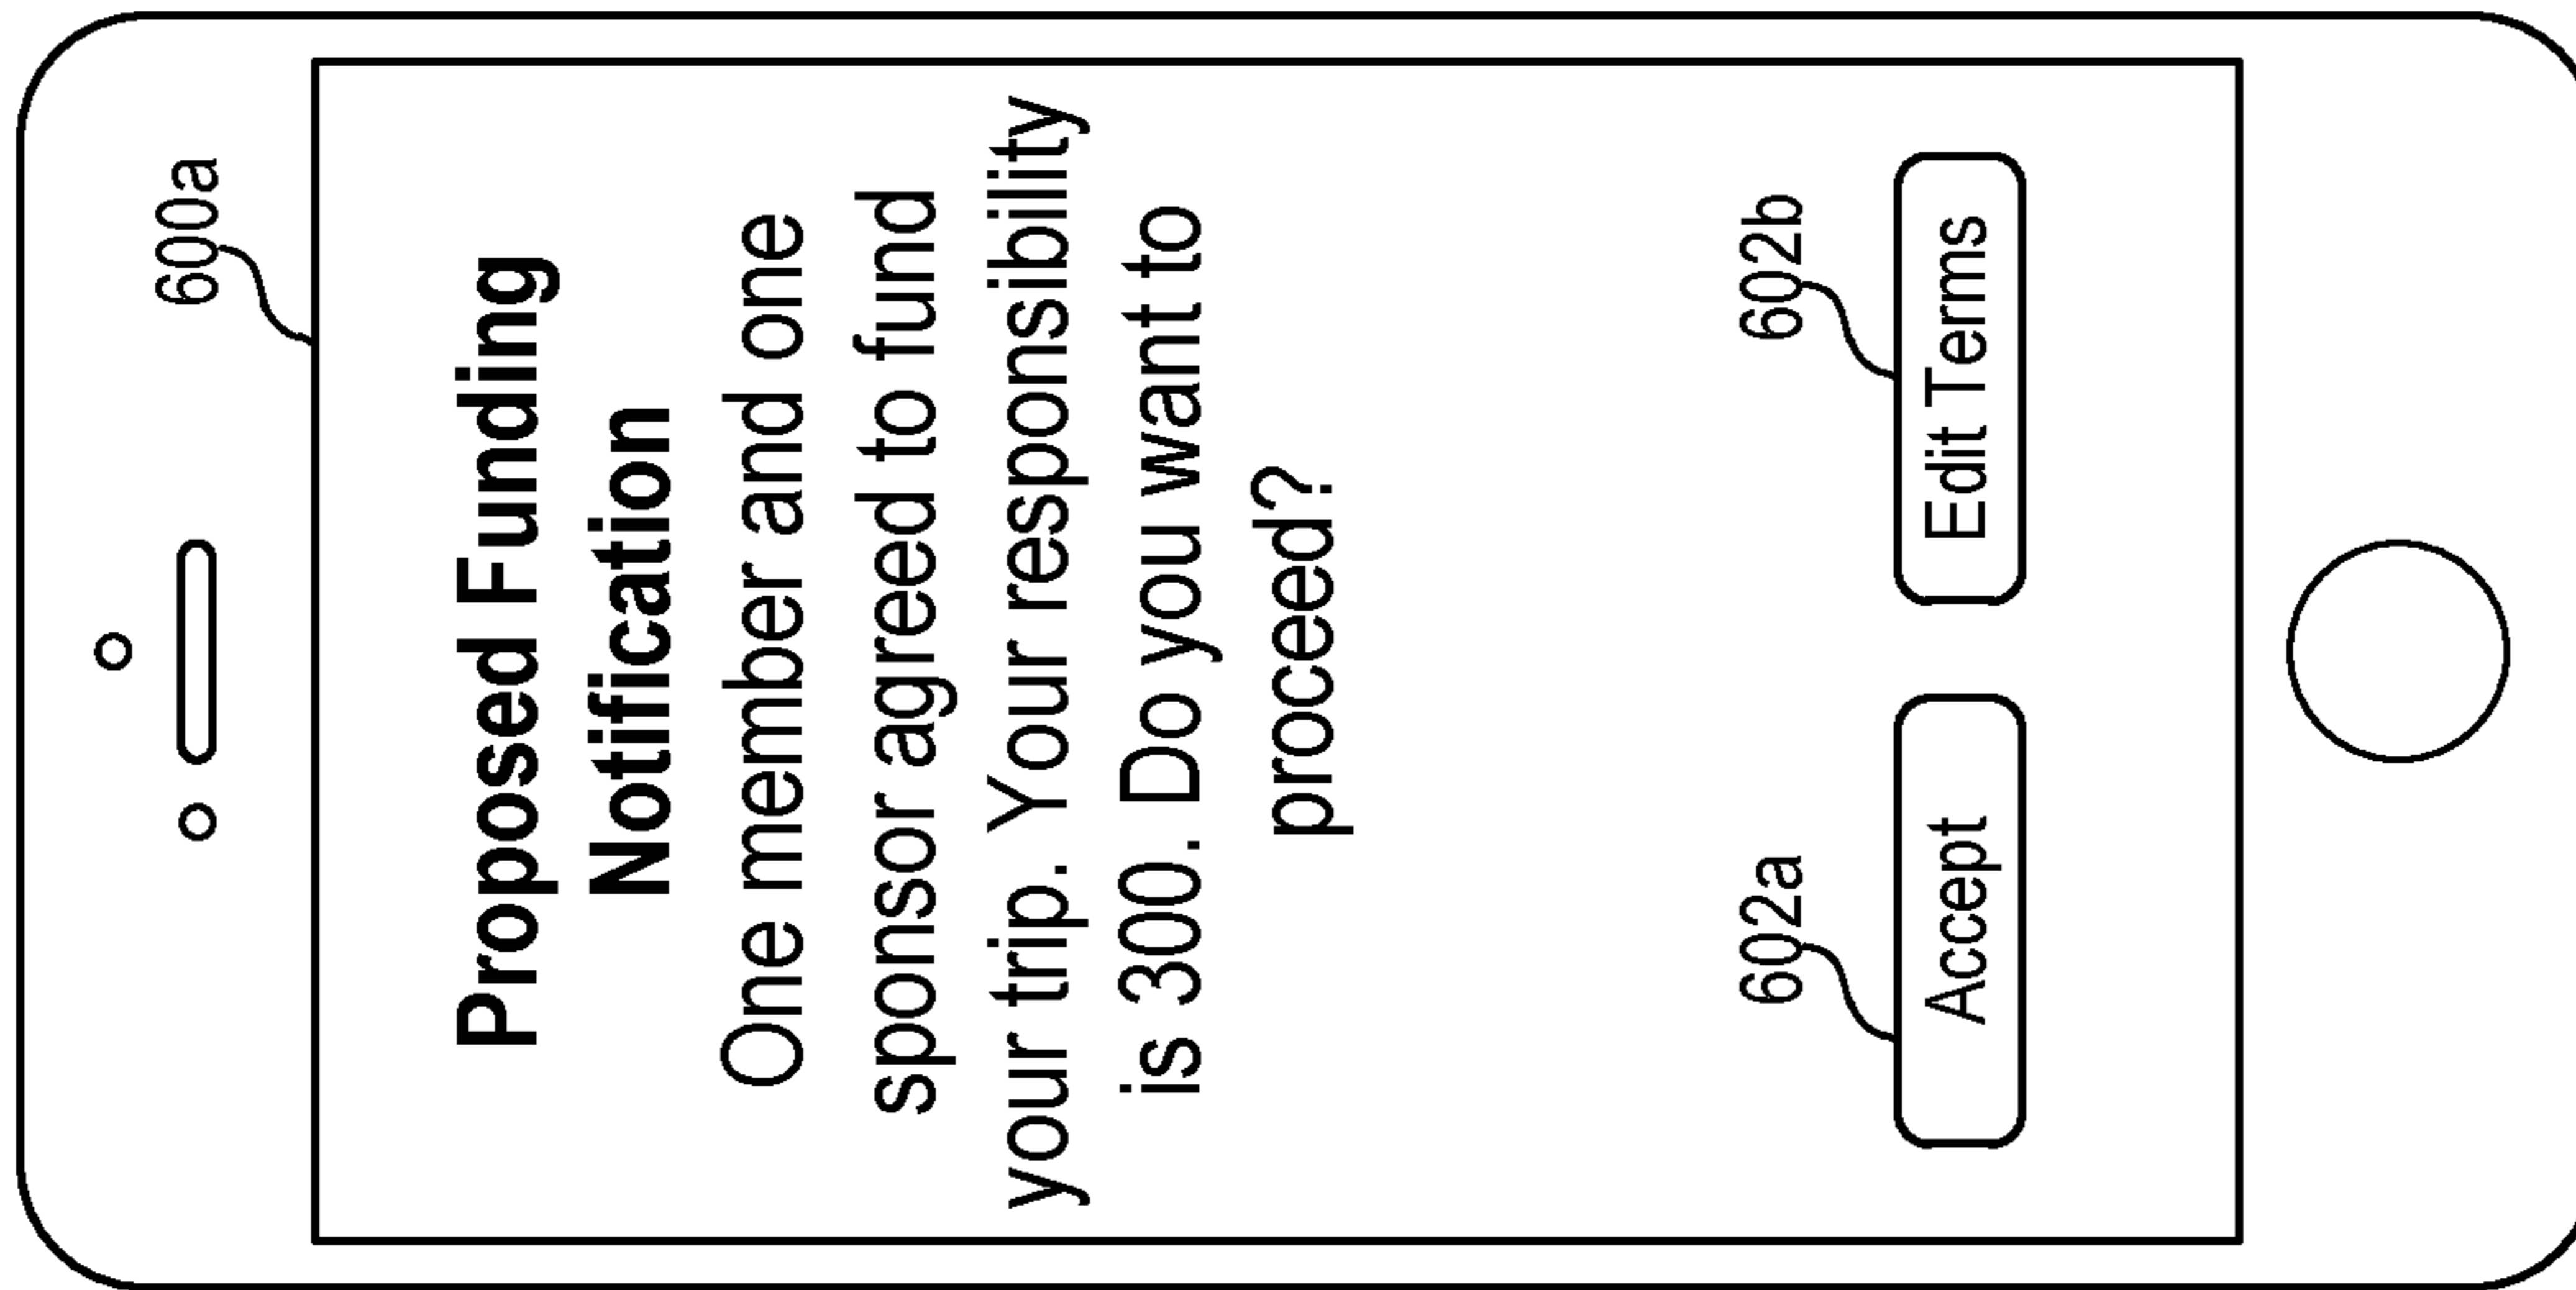 600a
Proposed Funding
Notification
One member and one
sponsor agreed to fund
your trip. Your responsibility
is 300. Do you want to
proceed?
602a
602b
Accept
Edit Terms